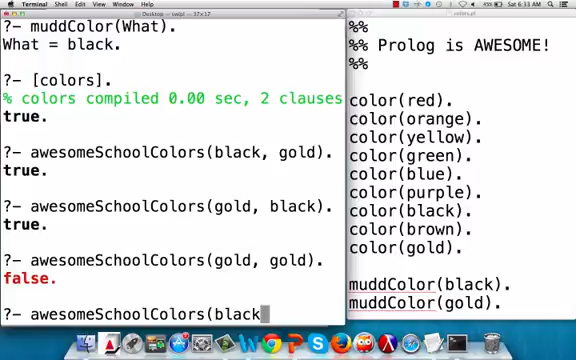 Terminal Shell Edit View Window Help
Sat 6:33 AM
Desktop — swipl — 37×17
colors.pl
?- muddColor(What).
What = black.
?- [colors].
% colors compiled 0.00 sec, 2 clauses
true.
?- awesomeSchoolColors(black, gold).
true.
?- awesomeSchoolColors(gold, black).
true.
?- awesomeSchoolColors(gold, gold).
false.
?- awesomeSchoolColors(black
%%
%% Prolog is AWESOME!
%%
color(red).
color(orange).
color(yellow).
color(green).
color(blue).
color(purple).
color(black).
color(brown).
color(gold).
muddColor(black).
muddColor(gold).